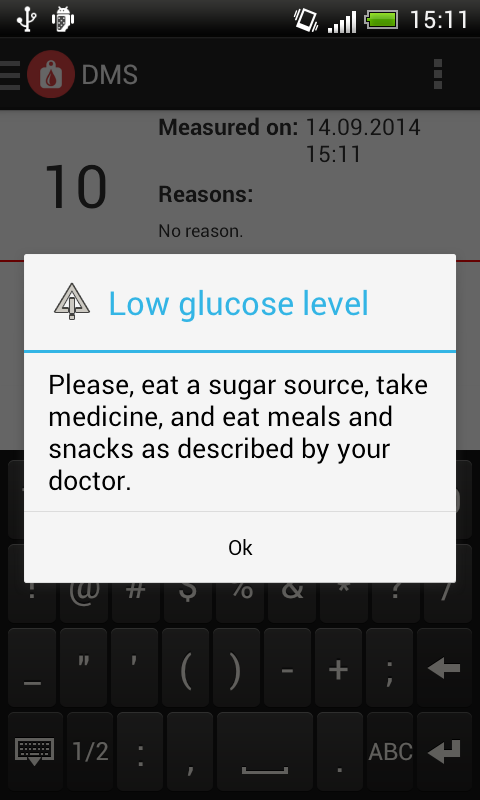 15:11
DMS
Measured on: 14.09.2014
15:11
10
Reasons:
No reason.
Low glucose level
Please, eat a sugar source, take
medicine, and eat meals and
snacks as described by your
doctor.
Ok
! @ # $ % & * ? /
_ " ' ( ) - + ;
1/2 : , . ABC